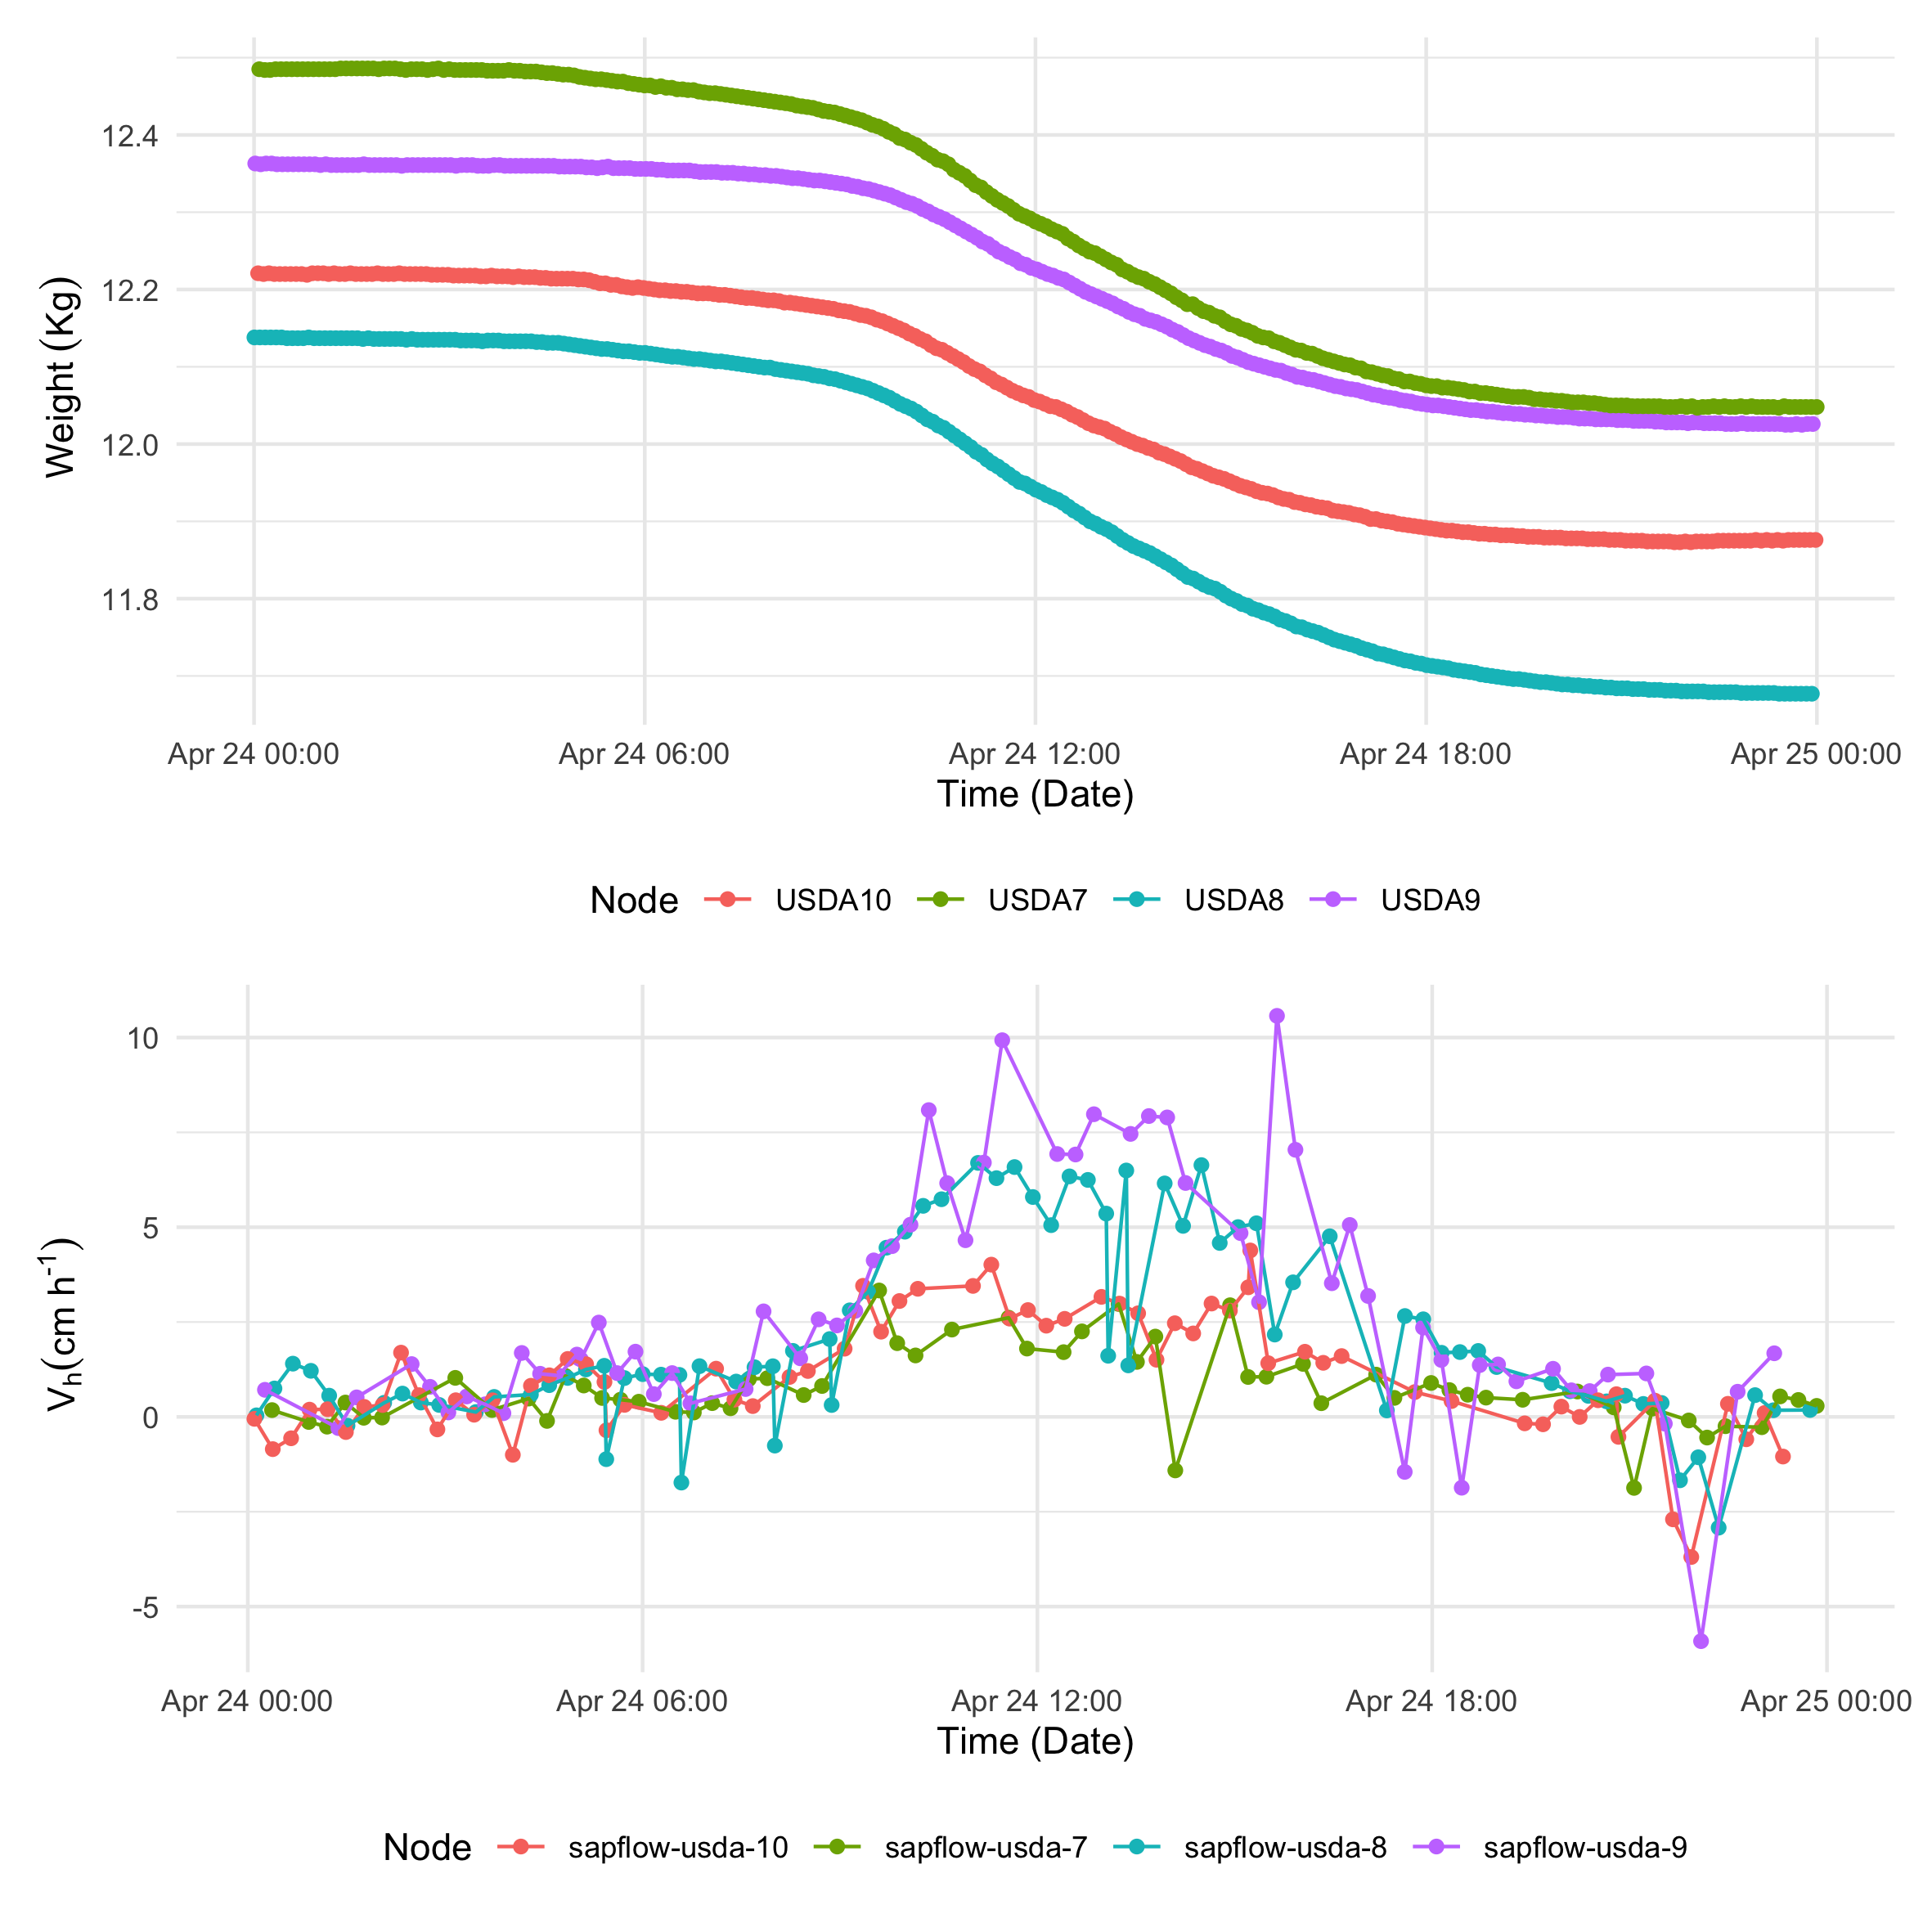 Weight (Kg)
12.4
12.2
12.0
11.8
Apr 24 00:00 Apr 24 06:00 Apr 24 12:00 Apr 24 18:00 Apr 25 00:00
Time (Date)
Node USDA10 USDA7 USDA8 USDA9
Vh(cm h-1)
10
5
0
-5
Apr 24 00:00 Apr 24 06:00 Apr 24 12:00 Apr 24 18:00 Apr 25 00:00
Time (Date)
Node sapflow-usda-10 sapflow-usda-7 sapflow-usda-8 sapflow-usda-9